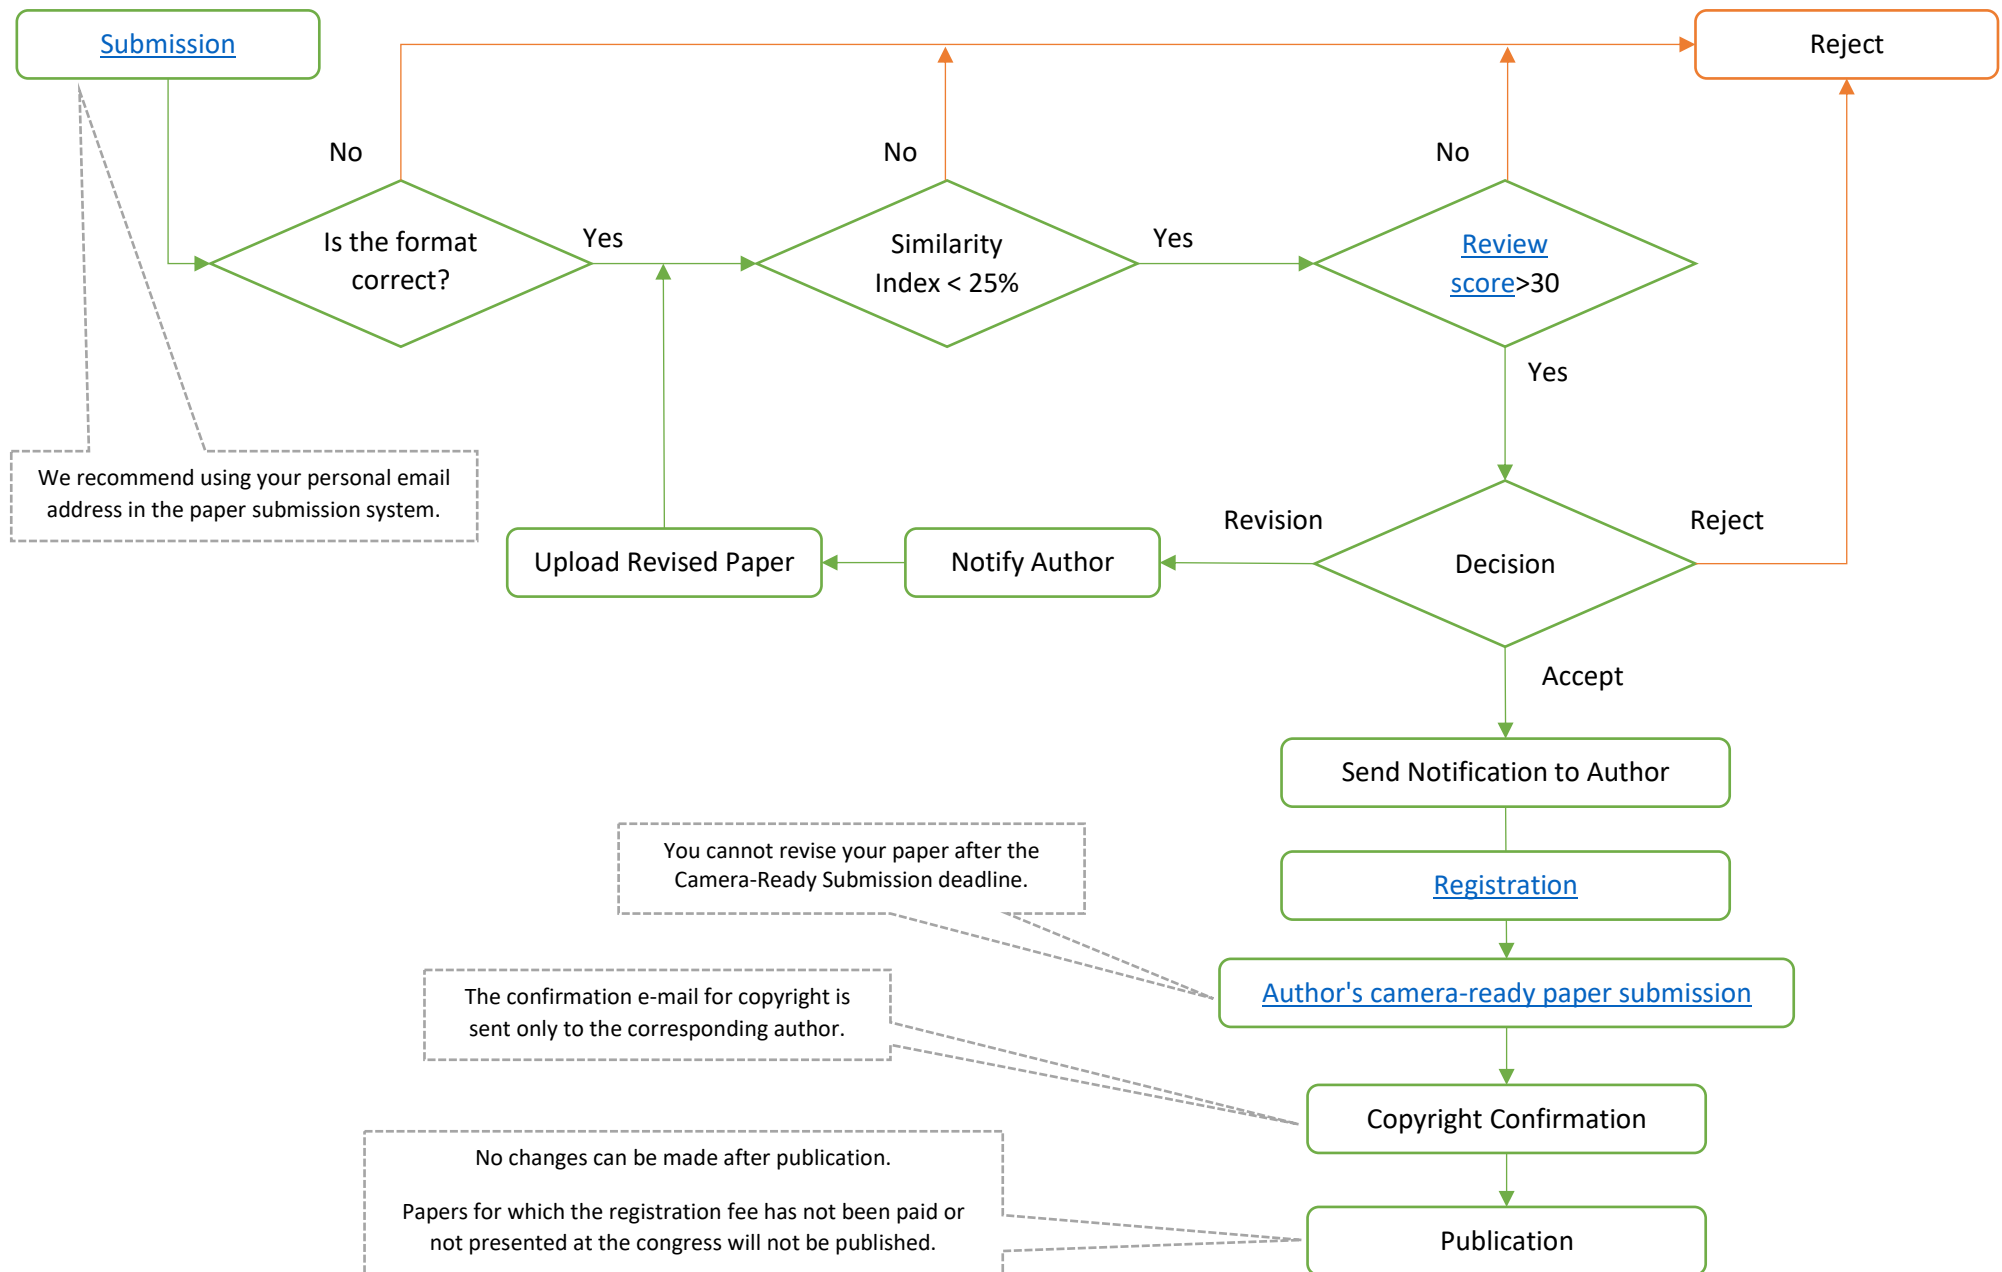 Submission
Reject
No
No
No
Is the format
correct?
Yes
Similarity
Index < 25%
Yes
Review
score>30
Yes
We recommend using your personal email
address in the paper submission system.
Upload Revised Paper
Notify Author
Revision
Decision
Reject
Accept
Send Notification to Author
You cannot revise your paper after the
Camera-Ready Submission deadline.
Registration
The confirmation e-mail for copyright is
sent only to the corresponding author.
Author's camera-ready paper submission
Copyright Confirmation
No changes can be made after publication.
Papers for which the registration fee has not been paid or
not presented at the congress will not be published.
Publication